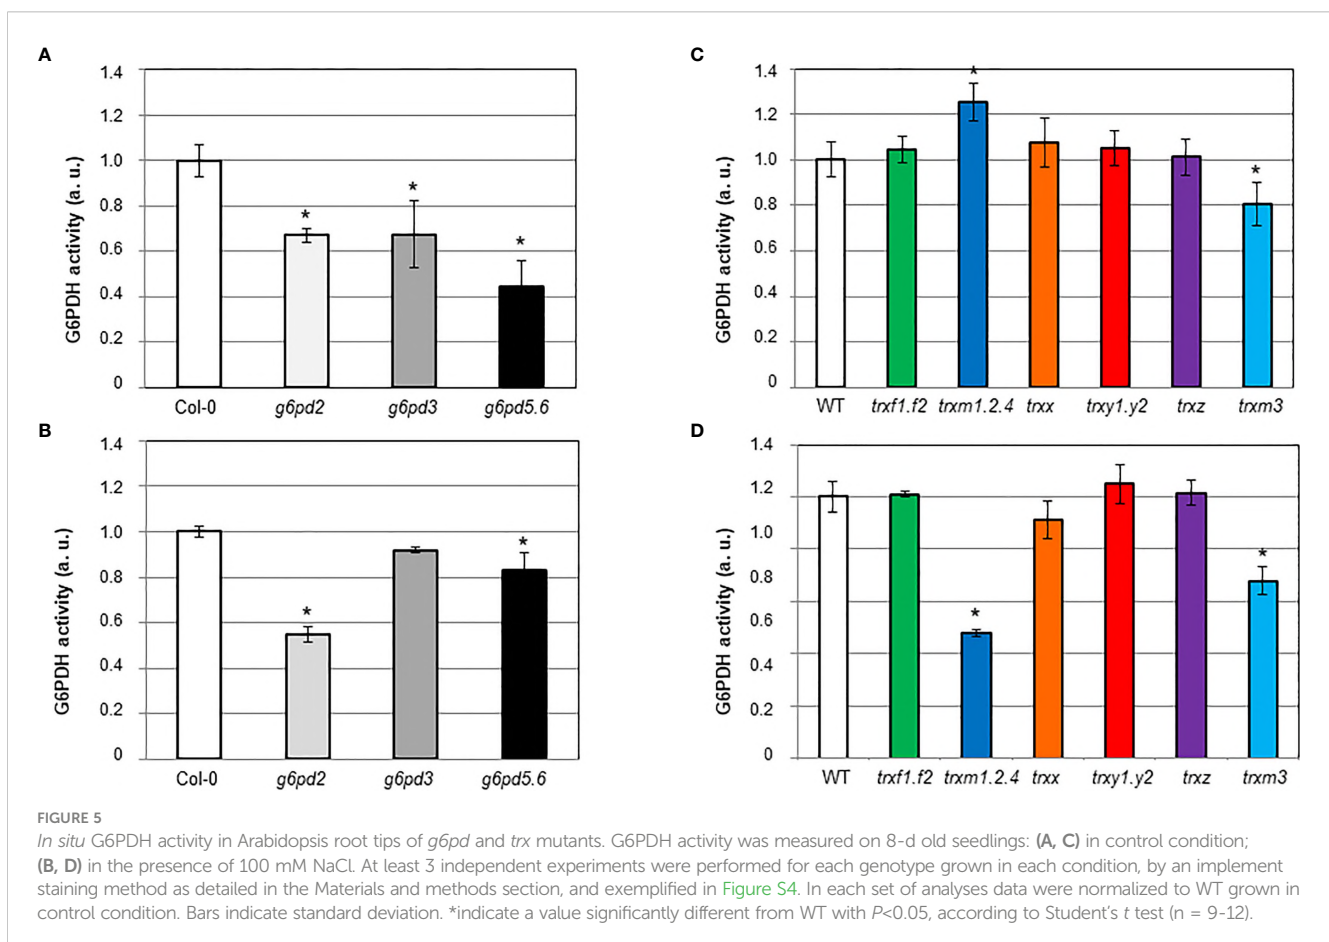 A
C
G6PDH activity (a. u.)
1.4
1.2
1.0
0.8
0.6
0.4
0.2
0
*
*
*
Col-0 g6pd2 g6pd3 g6pd5.6
G6PDH activity (a. u.)
1.4
1.2
1.0
0.8
0.6
0.4
0.2
0
*
*
WT trxf1.f2 trxm1.2.4 trxx trxy1.y2 trxz trxm3
B
D
G6PDH activity (a. u.)
1.4
1.2
1.0
0.8
0.6
0.4
0.2
0
*
*
Col-0 g6pd2 g6pd3 g6pd5.6
G6PDH activity (a. u.)
1.4
1.2
1.0
0.8
0.6
0.4
0.2
0
*
*
WT trxf1.f2 trxm1.2.4 trxx trxy1.y2 trxz trxm3
FIGURE 5
In situ G6PDH activity in Arabidopsis root tips of g6pd and trx mutants. G6PDH activity was measured on 8-d old seedlings: (A, C) in control condition;
(B, D) in the presence of 100 mM NaCl. At least 3 independent experiments were performed for each genotype grown in each condition, by an implement
staining method as detailed in the Materials and methods section, and exemplified in Figure S4. In each set of analyses data were normalized to WT grown in
control condition. Bars indicate standard deviation. *indicate a value significantly different from WT with P<0.05, according to Student's t test (n = 9-12).